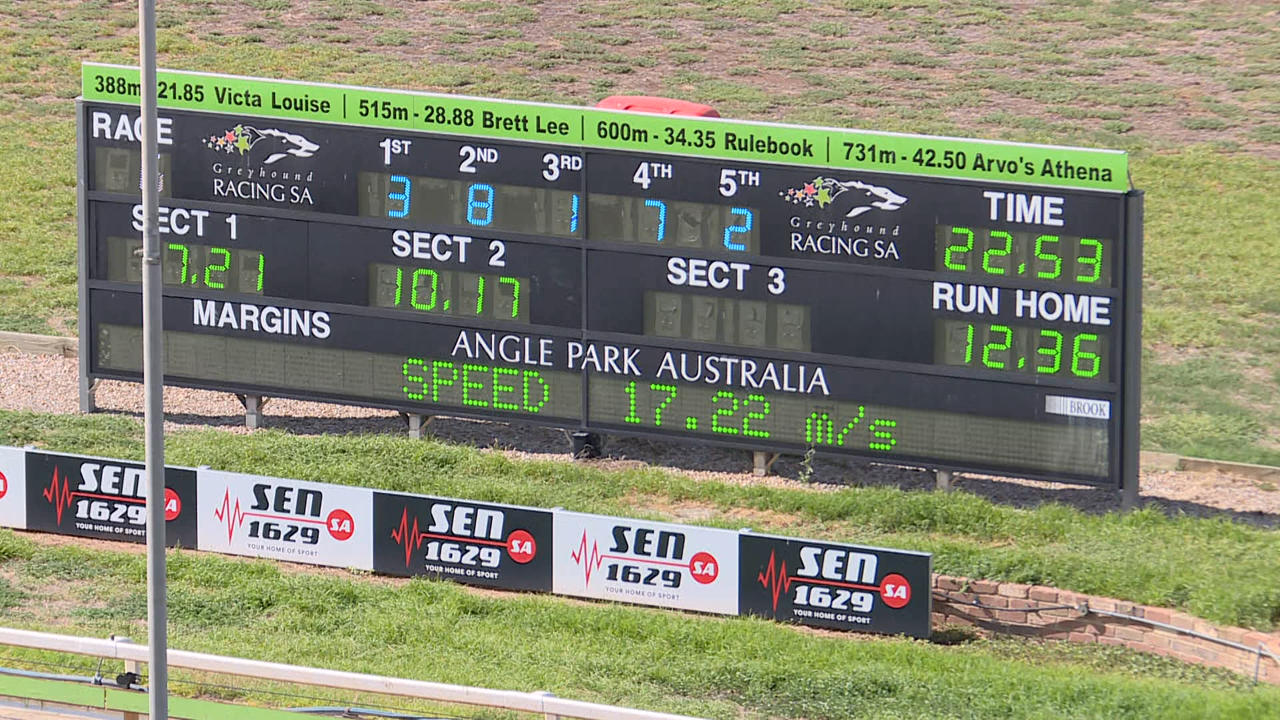 388m 21.85 Victa Louise | 515m - 28.88 Brett Lee | 600m - 34.35 Rulebook | 731m - 42.50 Arvo's Athena
RACE
Greyhound
RACING SA
1ST 2ND 3RD 4TH 5TH
3 8 1 7 2
Greyhound
RACING SA
TIME
22.53
SECT 1
7.21
SECT 2
10.17
SECT 3
RUN HOME
12.36
MARGINS
ANGLE PARK AUSTRALIA
SPEED 17.22 m/s
BROOK
SEN
1629 SA
YOUR HOME OF SPORT
SEN
1629 SA
YOUR HOME OF SPORT
SEN
1629 SA
YOUR HOME OF SPORT
SEN
1629 SA
YOUR HOME OF SPORT
SEN
1629 SA
YOUR HOME OF SPORT